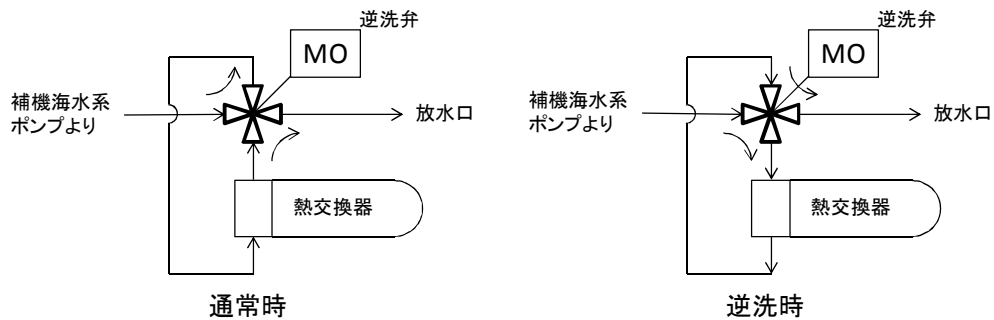 逆洗弁
MO
補機海水系
ポンプより
放水口
熱交換器
通常時
逆洗弁
MO
補機海水系
ポンプより
放水口
熱交換器
逆洗時